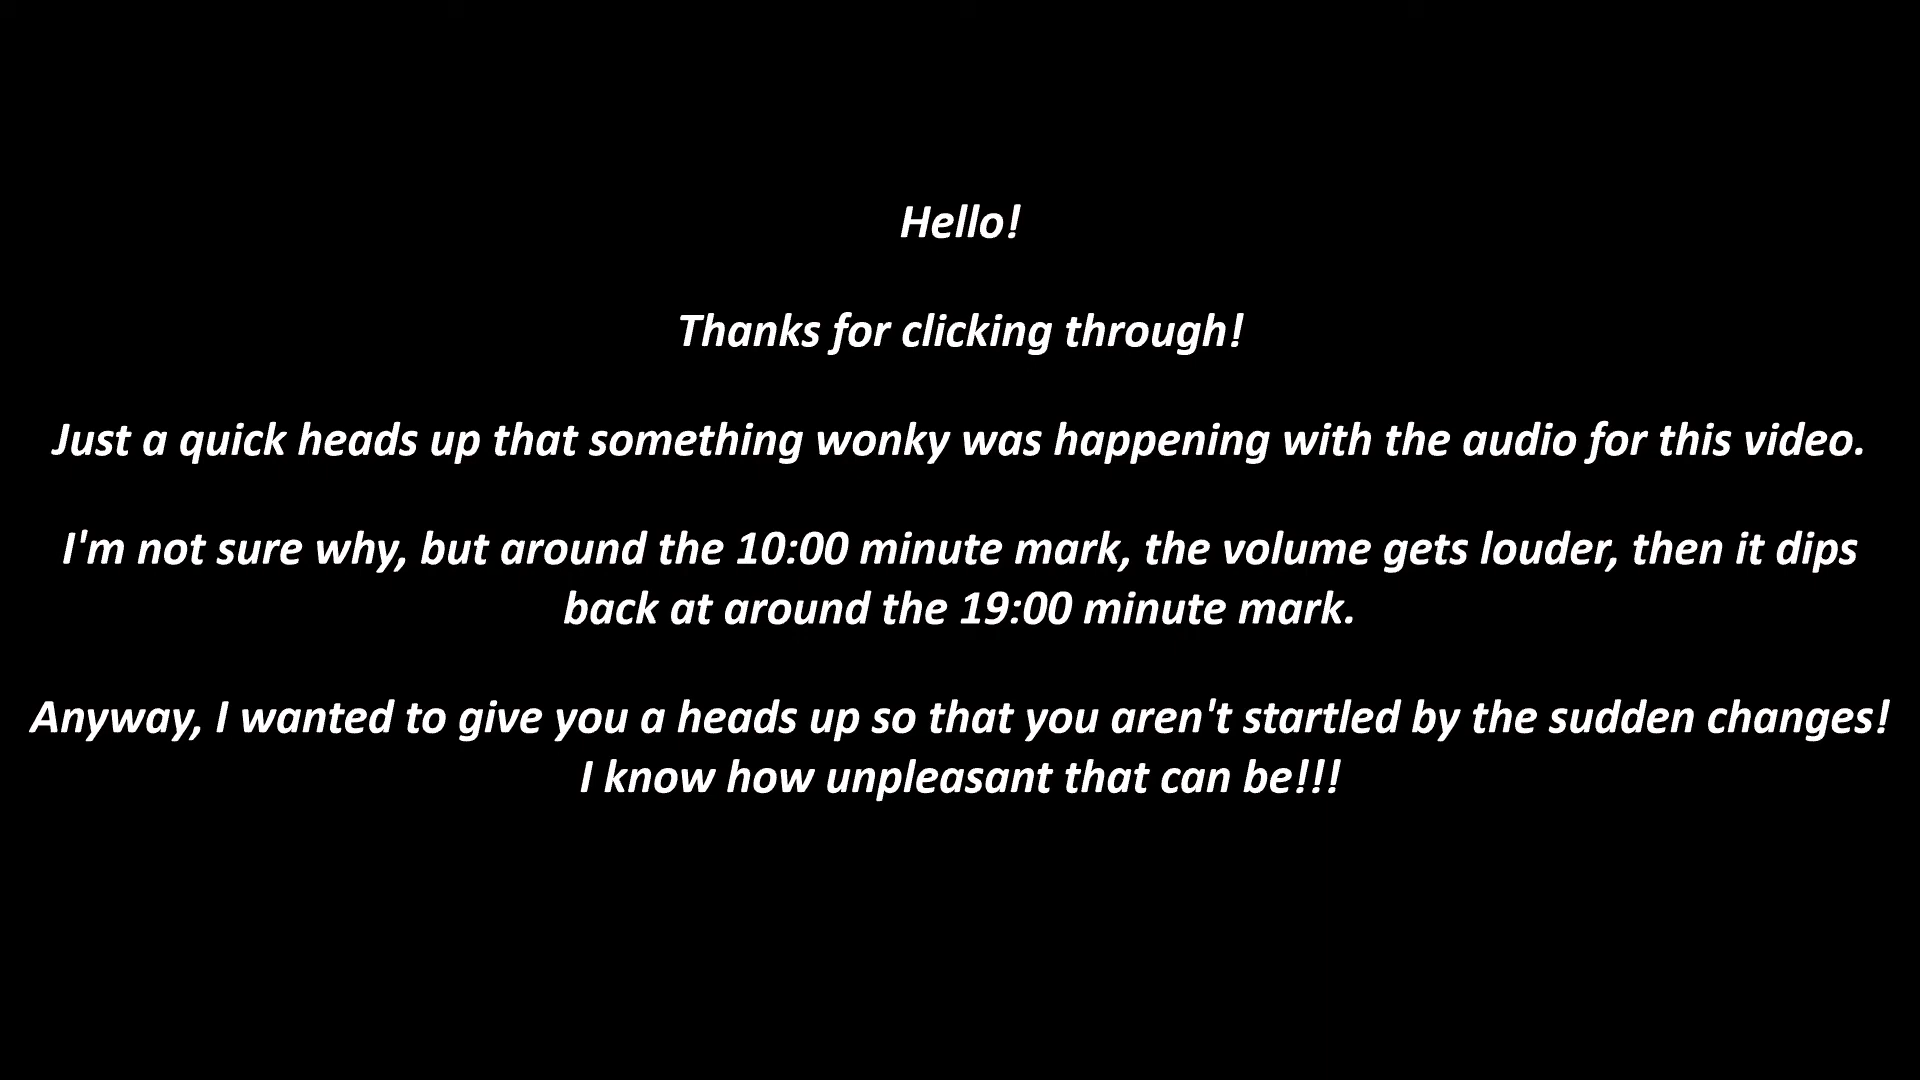 Hello!
Thanks for clicking through!
Just a quick heads up that something wonky was happening with the audio for this video.
I'm not sure why, but around the 10:00 minute mark, the volume gets louder, then it dips
back at around the 19:00 minute mark.
Anyway, I wanted to give you a heads up so that you aren't startled by the sudden changes!
I know how unpleasant that can be!!!